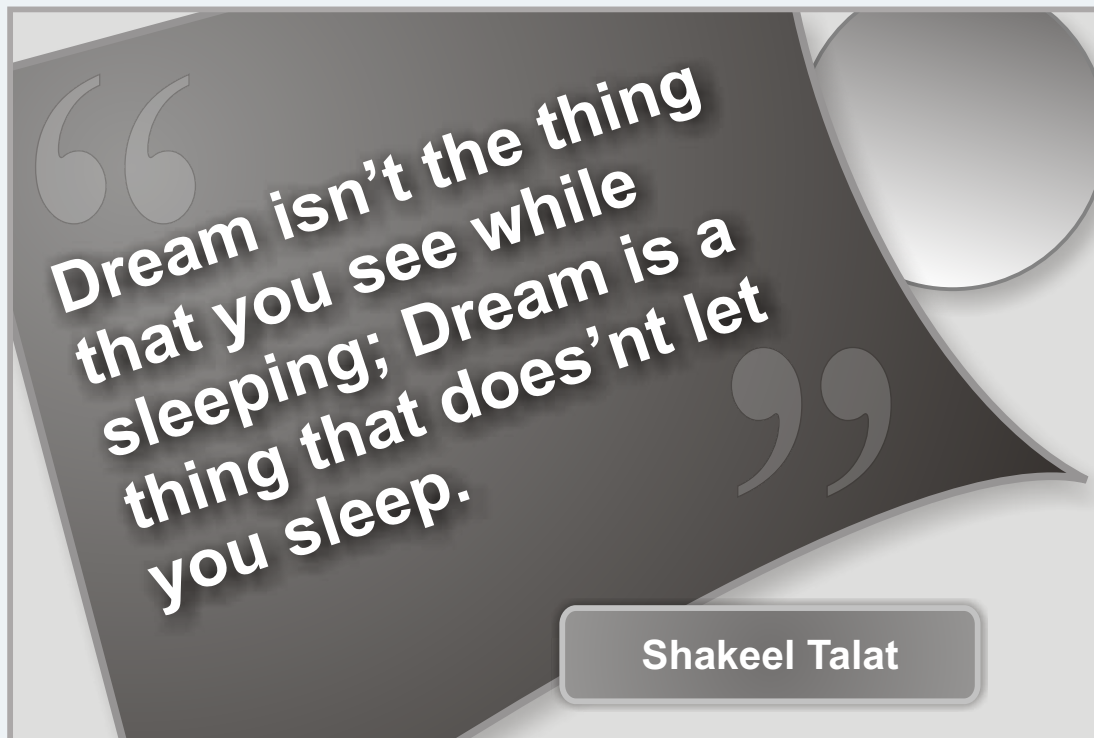 “
Dream isn’t the thing
that you see while
sleeping; Dream is a
thing that does’nt let
you sleep.
”
Shakeel Talat